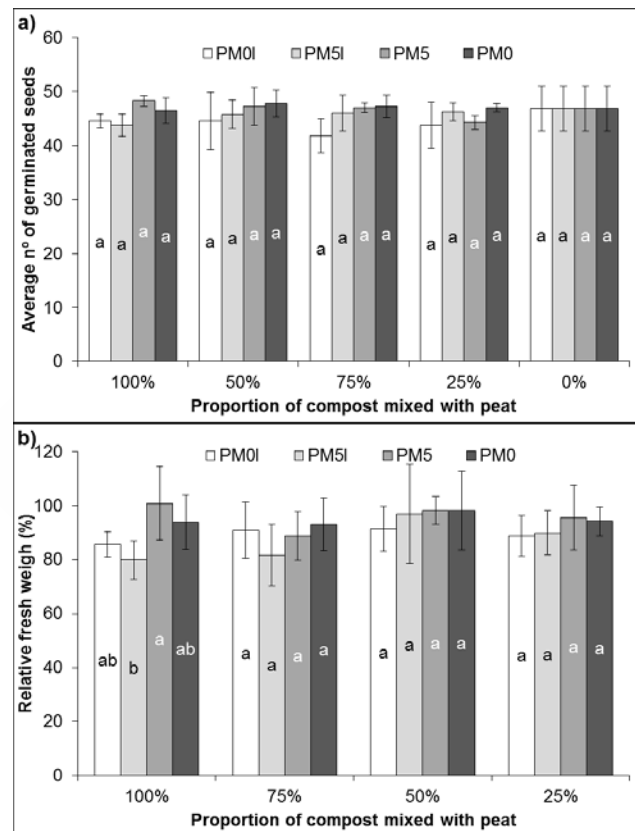 a)
60
PM0I PM5I PM5 PM0
50
40
30
20
10
0
Average nº of germinated seeds
a a a a a a a a a a a a a a a a a a a a
100% 50% 75% 25% 0%
Proportion of compost mixed with peat
b)
120
PM0I PM5I PM5 PM0
100
80
60
40
20
0
Relative fresh weigh (%)
ab b a ab a a a a a a a a a a a a
100% 75% 50% 25%
Proportion of compost mixed with peat